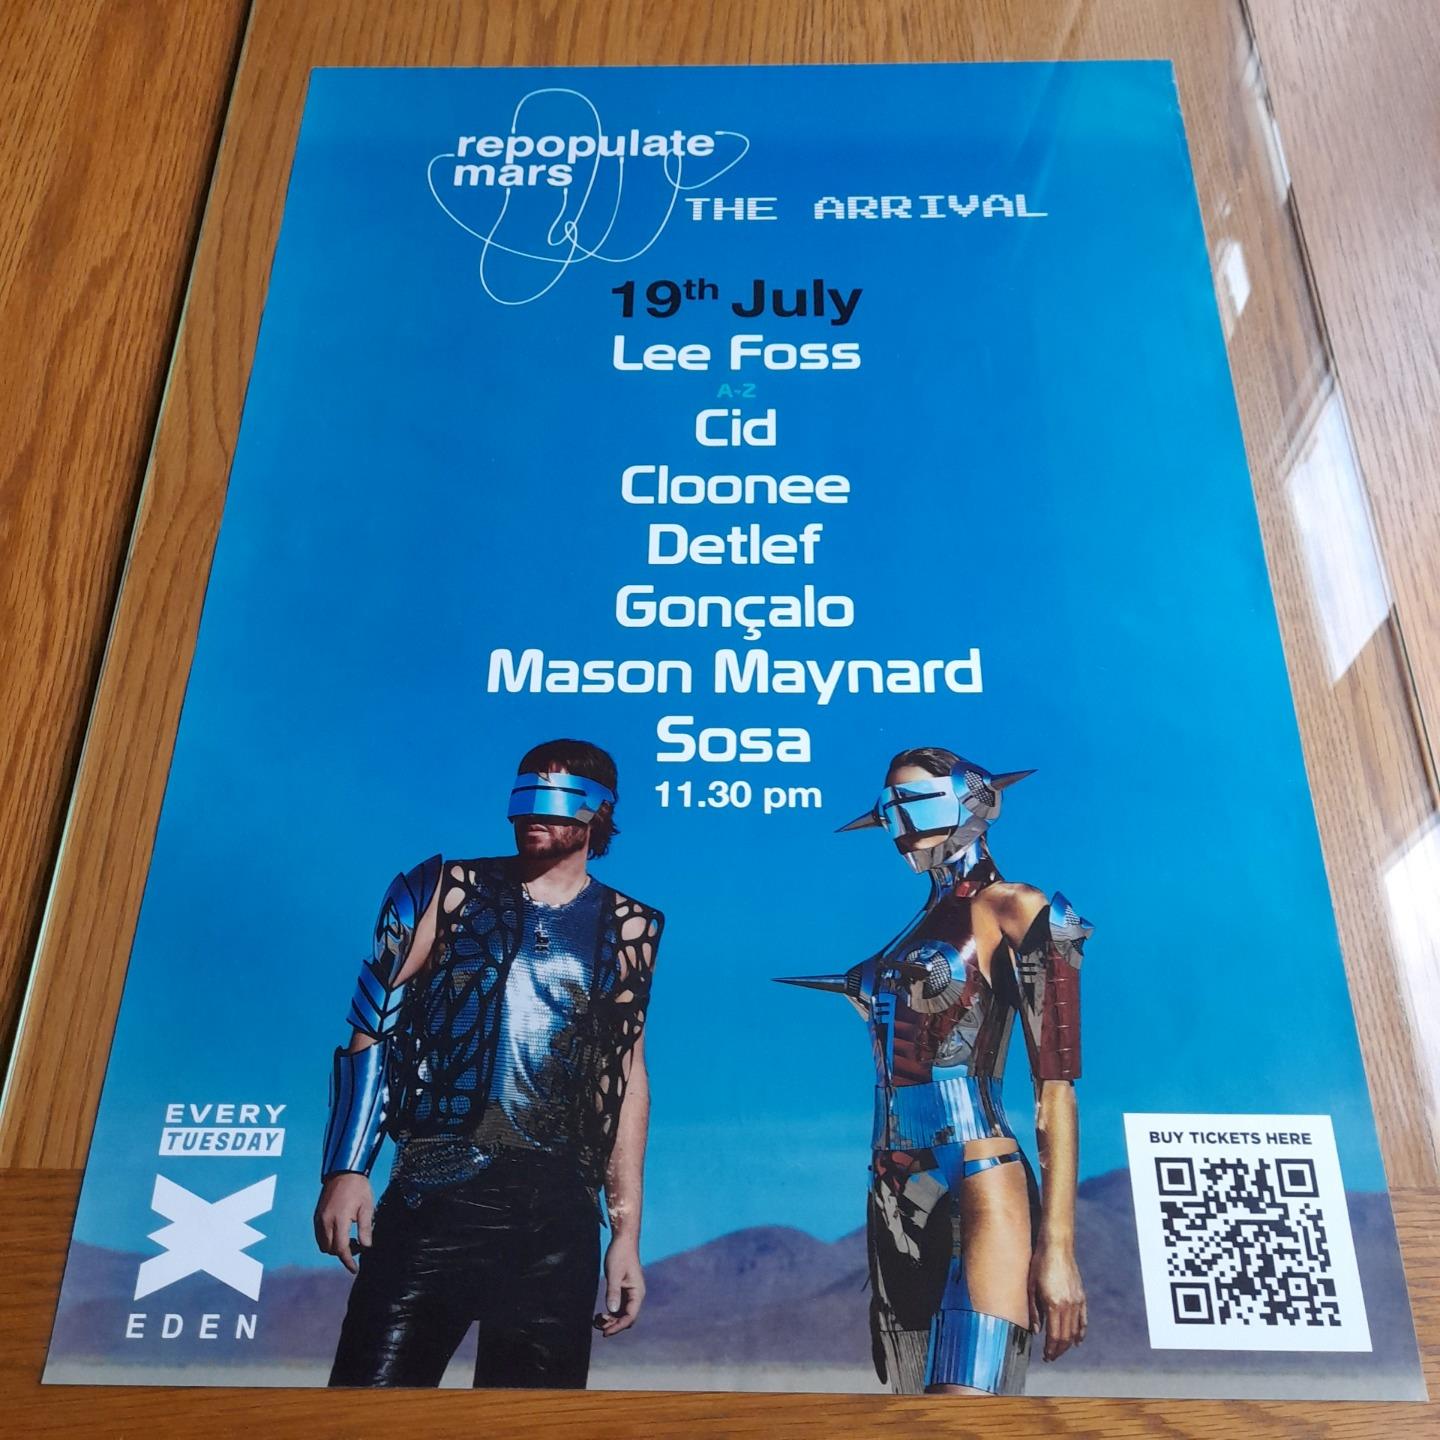 repopulate
mars
THE ARRIVAL
19th July
Lee Foss
A-Z
Cid
Cloonee
Detlef
Gonçalo
Mason Maynard
Sosa
11.30 pm
EVERY
TUESDAY
EDEN
BUY TICKETS HERE